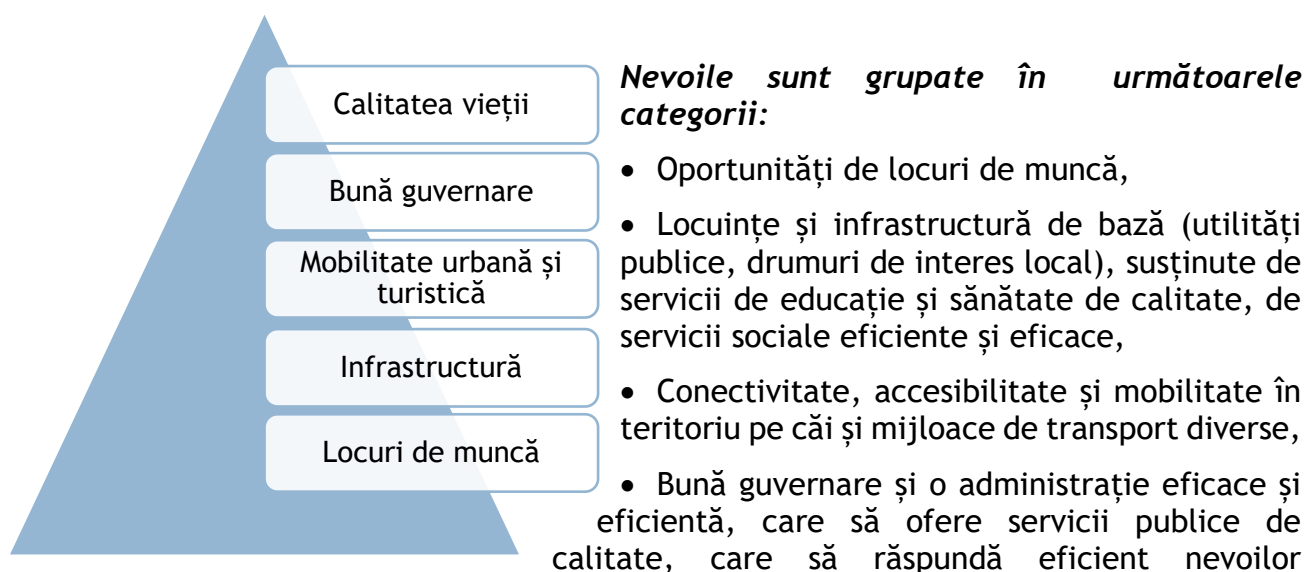 Calitatea vieții
Bună guvernare
Mobilitate urbană și
turistică
Infrastructură
Locuri de muncă
Nevoile sunt grupate în următoarele
categorii:
• Oportunități de locuri de muncă,
• Locuințe și infrastructură de bază (utilități
publice, drumuri de interes local), susținute de
servicii de educație și sănătate de calitate, de
servicii sociale eficiente și eficace,
• Conectivitate, accesibilitate și mobilitate în
teritoriu pe căi și mijloace de transport diverse,
• Bună guvernare și o administrație eficace și
eficientă, care să ofere servicii publice de
calitate, care să răspundă eficient nevoilor